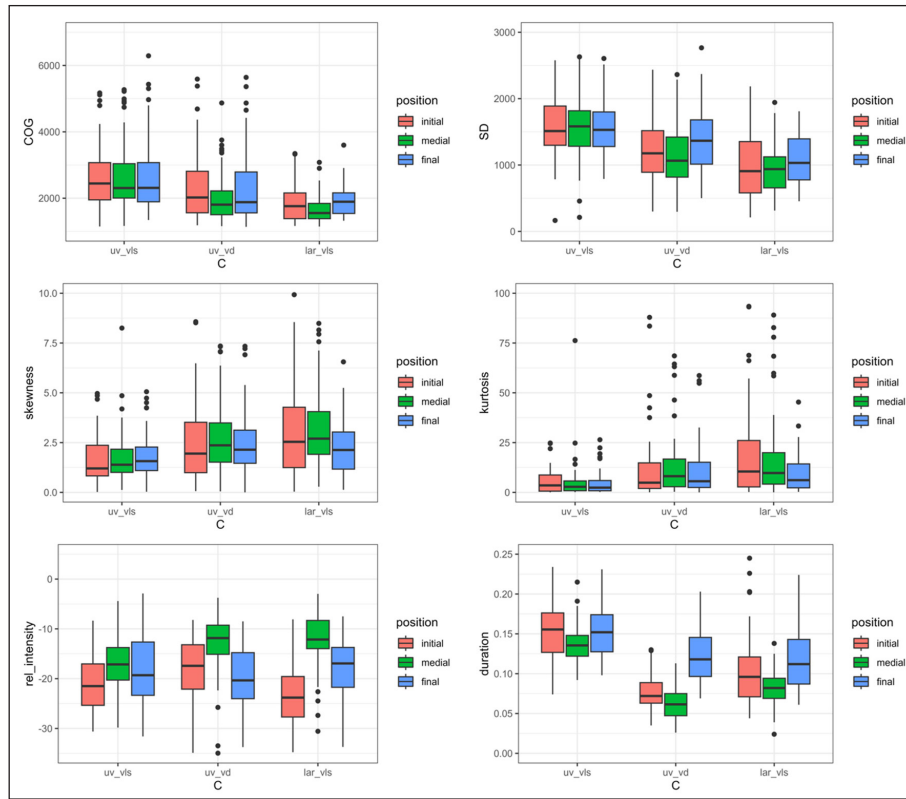 COG
6000
4000
2000
uv_vls
uv_vd
lar_vls
C
position
initial
medial
final
SD
3000
2000
1000
0
uv_vls
uv_vd
lar_vls
C
position
initial
medial
final
skewness
10.0
7.5
5.0
2.5
0.0
uv_vls
uv_vd
lar_vls
C
position
initial
medial
final
kurtosis
100
75
50
25
0
uv_vls
uv_vd
lar_vls
C
position
initial
medial
final
rel_intensity
0
-10
-20
-30
uv_vls
uv_vd
lar_vls
C
position
initial
medial
final
duration
0.25
0.20
0.15
0.10
0.05
0.00
uv_vls
uv_vd
lar_vls
C
position
initial
medial
final